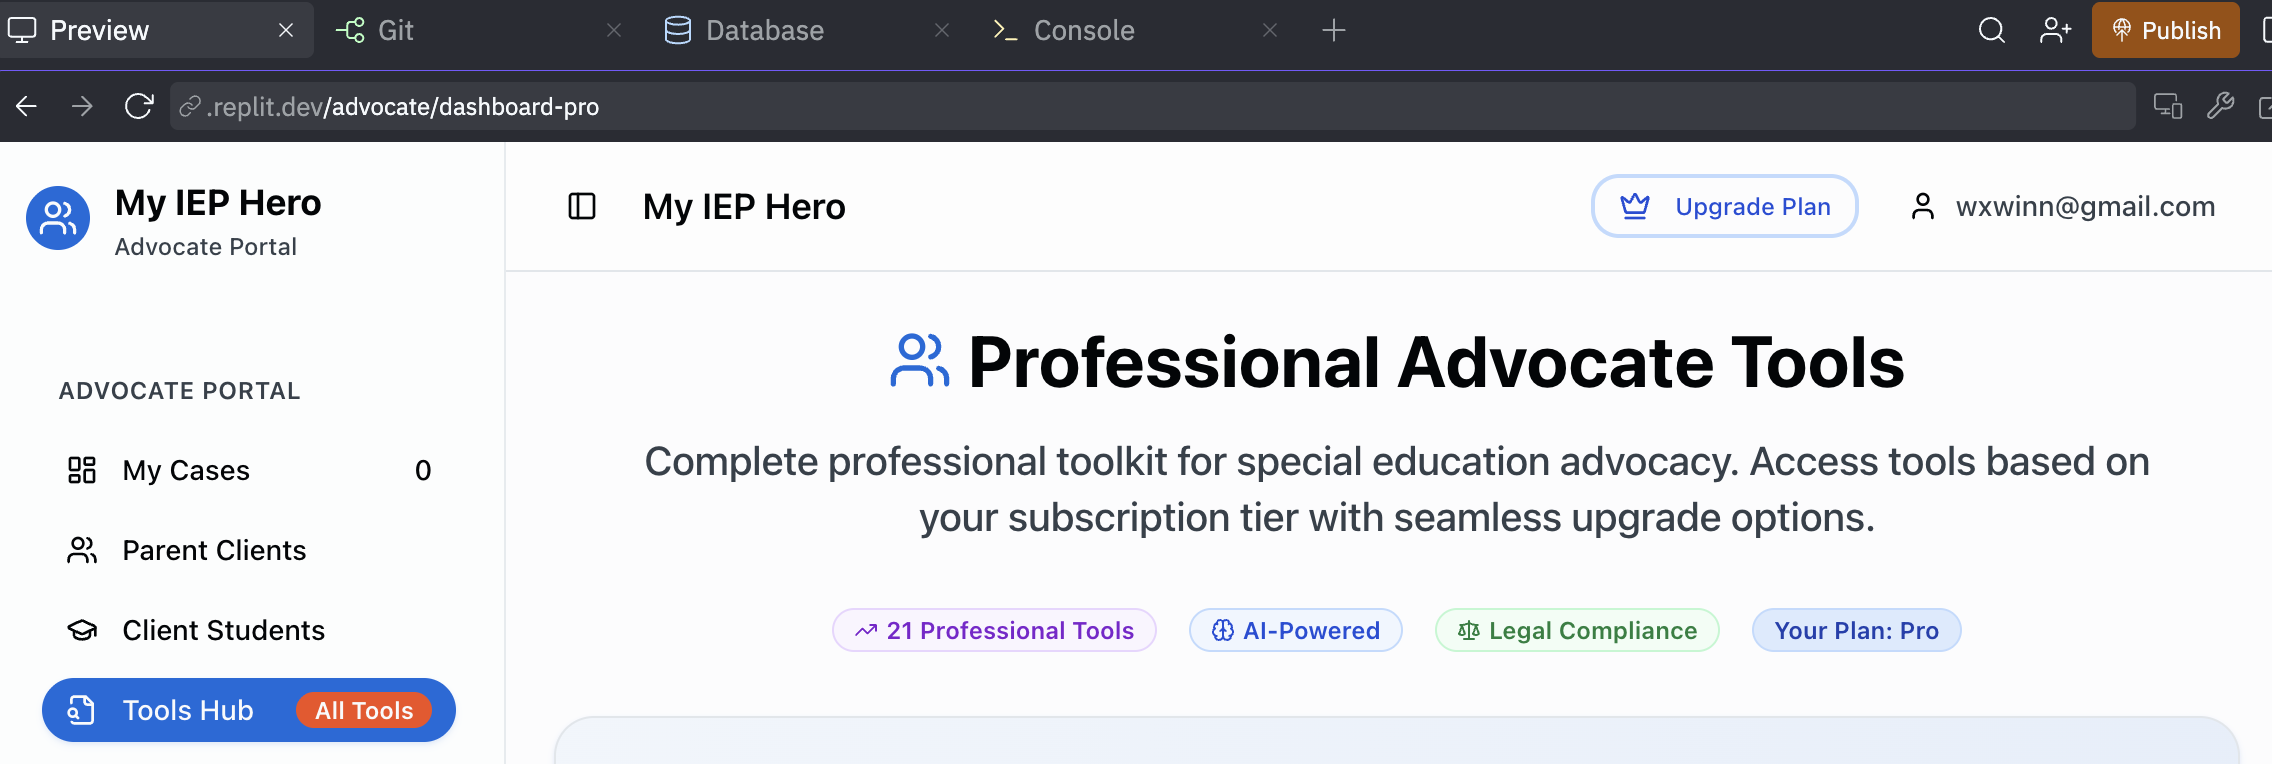 Preview
Git
Database
Console
Publish
.replit.dev/advocate/dashboard-pro
My IEP Hero
Advocate Portal
My IEP Hero
Upgrade Plan
wxwinn@gmail.com
ADVOCATE PORTAL
My Cases 0
Parent Clients
Client Students
Tools Hub All Tools
Professional Advocate Tools
Complete professional toolkit for special education advocacy. Access tools based on
your subscription tier with seamless upgrade options.
21 Professional Tools
AI-Powered
Legal Compliance
Your Plan: Pro